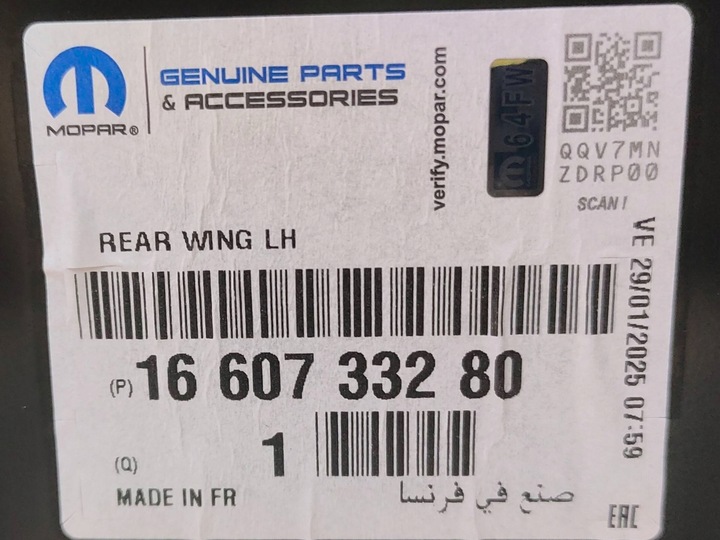 MOPAR®
GENUINE PARTS
& ACCESSORIES
verify.mopar.com
64FW
QQV7MN
ZDRP00
SCAN!
REAR WING LH
VE 29/01/2025 07:59
(P) 16 607 332 80
(Q) 1
MADE IN FR
صنع في فرنسا
EAC